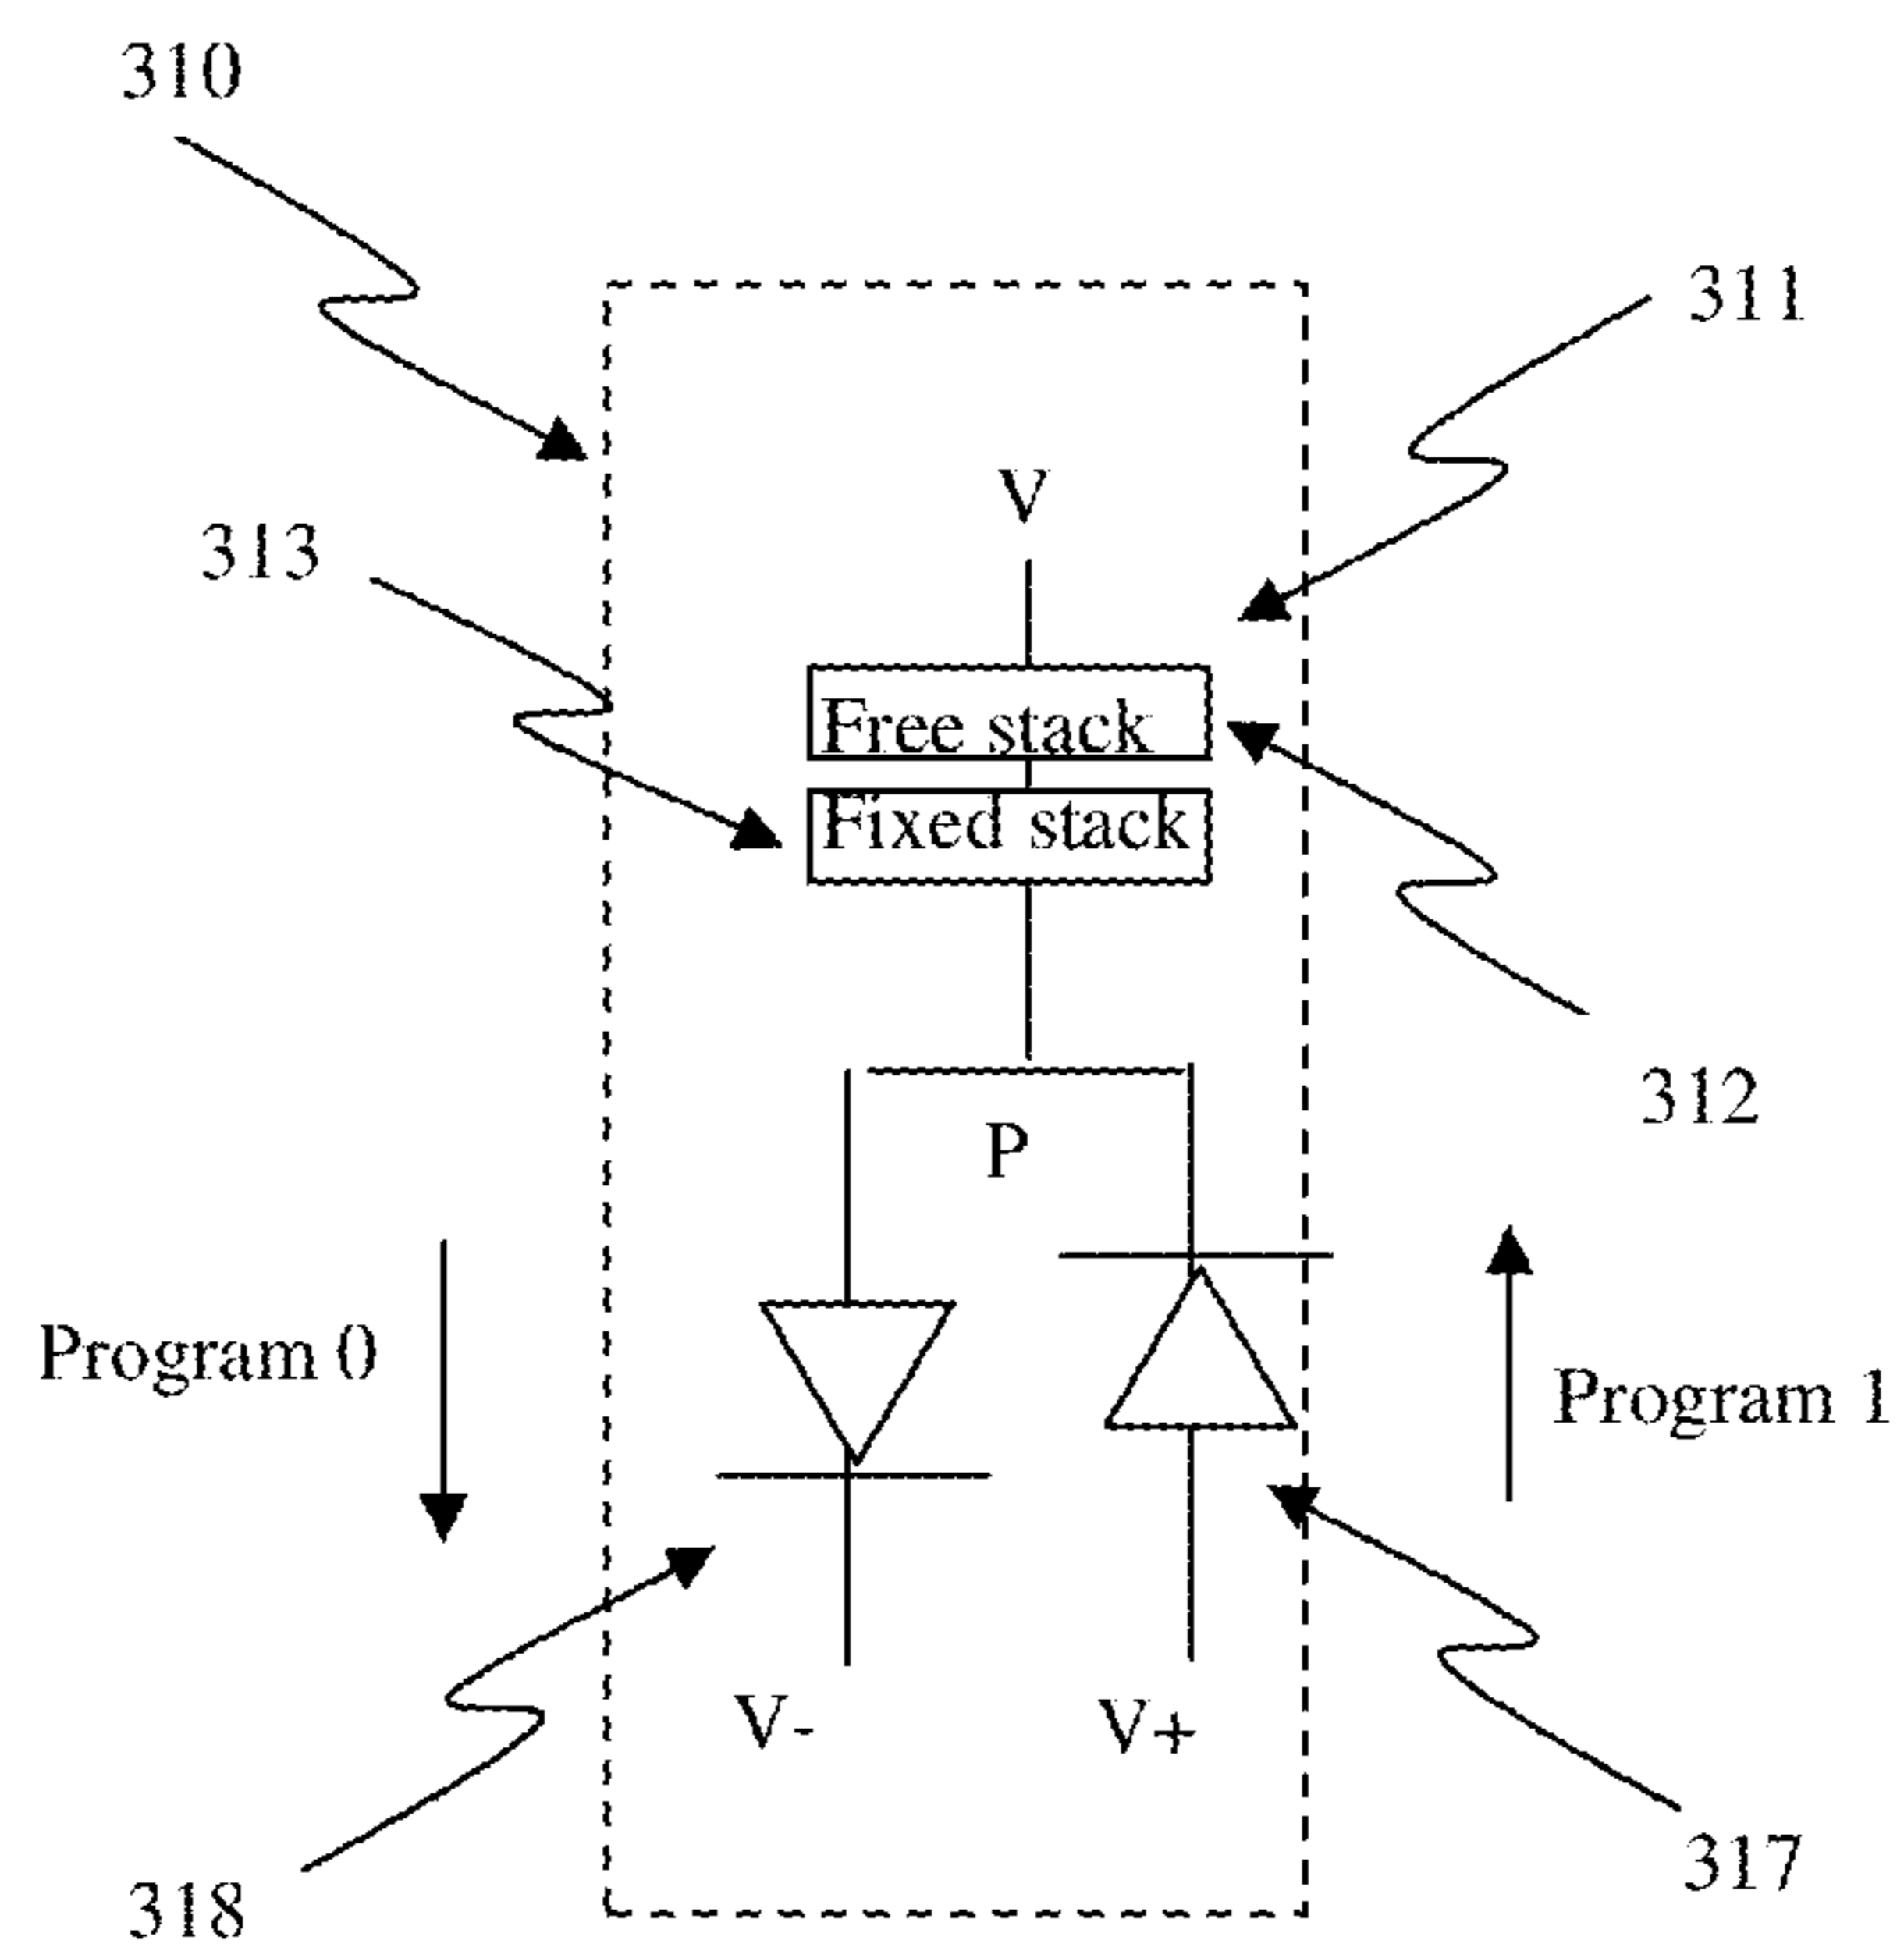 310
311
V
313
Free stack
Fixed stack
312
P
Program 0
Program 1
V-
V+
317
318